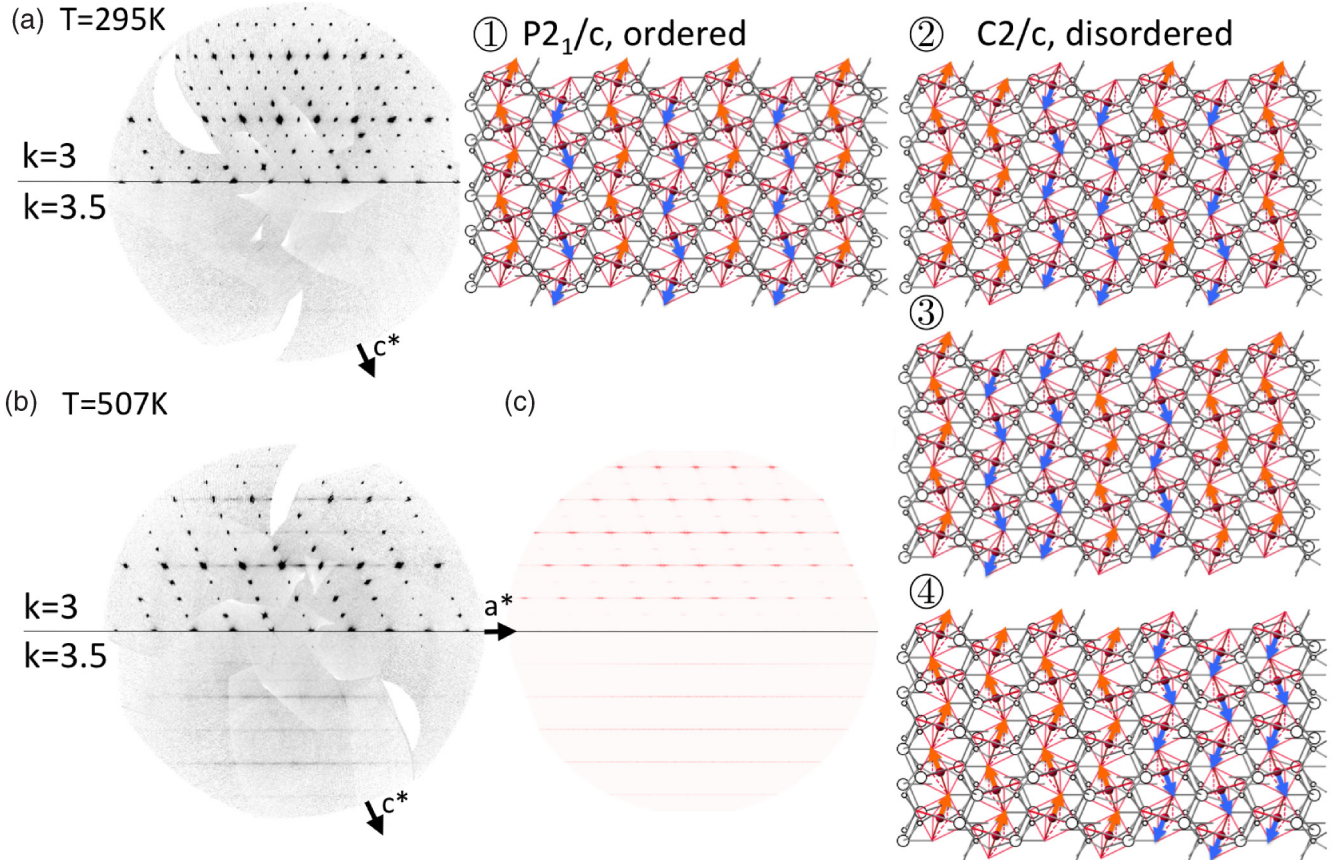 (a) T=295K
k=3
k=3.5
c*
① P2₁/c, ordered
② C2/c, disordered
③
④
(b) T=507K
k=3
k=3.5
a*
c*
(c)